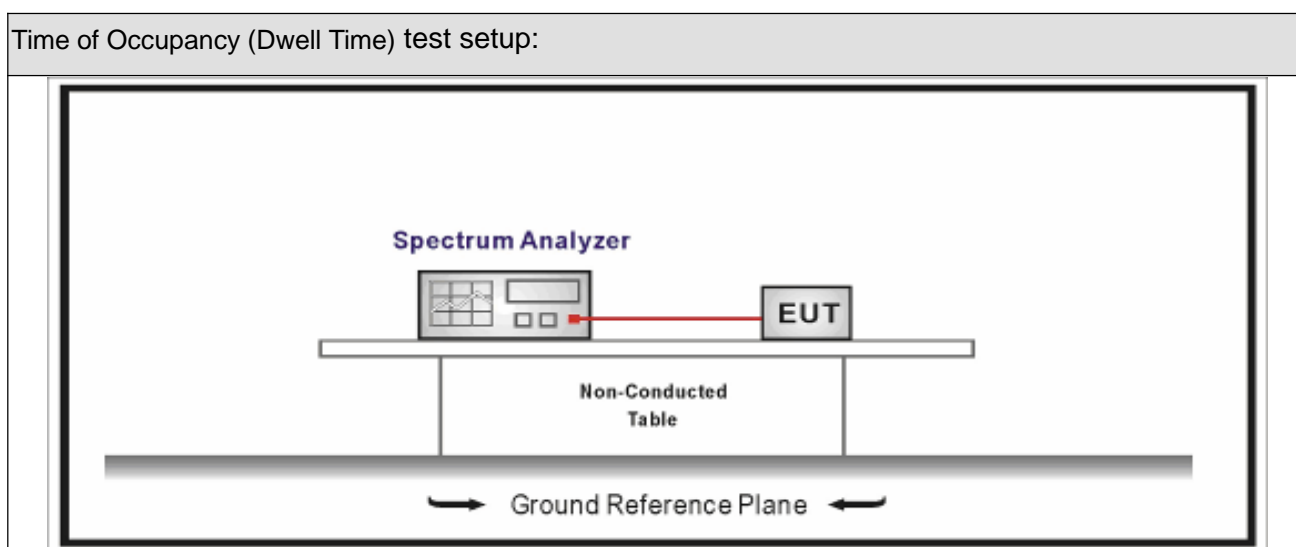 Time of Occupancy (Dwell Time) test setup:
Spectrum Analyzer
EUT
Non-Conducted
Table
Ground Reference Plane